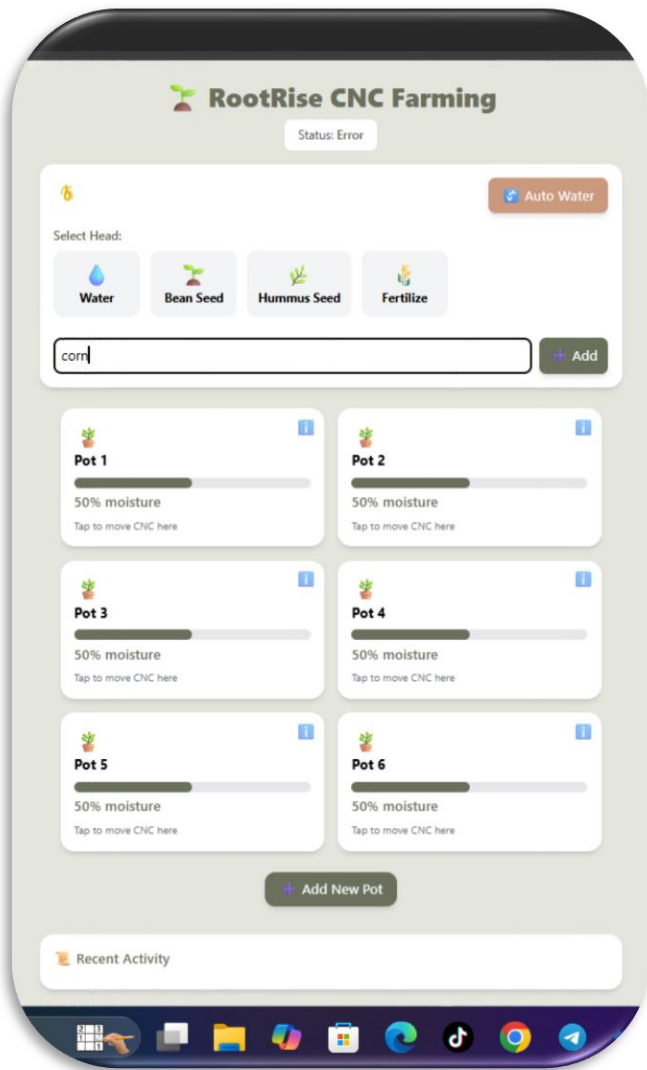 RootRise CNC Farming
Status: Error
Auto Water
Select Head:
Water
Bean Seed
Hummus Seed
Fertilize
corn
Add
Pot 1
50% moisture
Tap to move CNC here
Pot 2
50% moisture
Tap to move CNC here
Pot 3
50% moisture
Tap to move CNC here
Pot 4
50% moisture
Tap to move CNC here
Pot 5
50% moisture
Tap to move CNC here
Pot 6
50% moisture
Tap to move CNC here
Add New Pot
Recent Activity